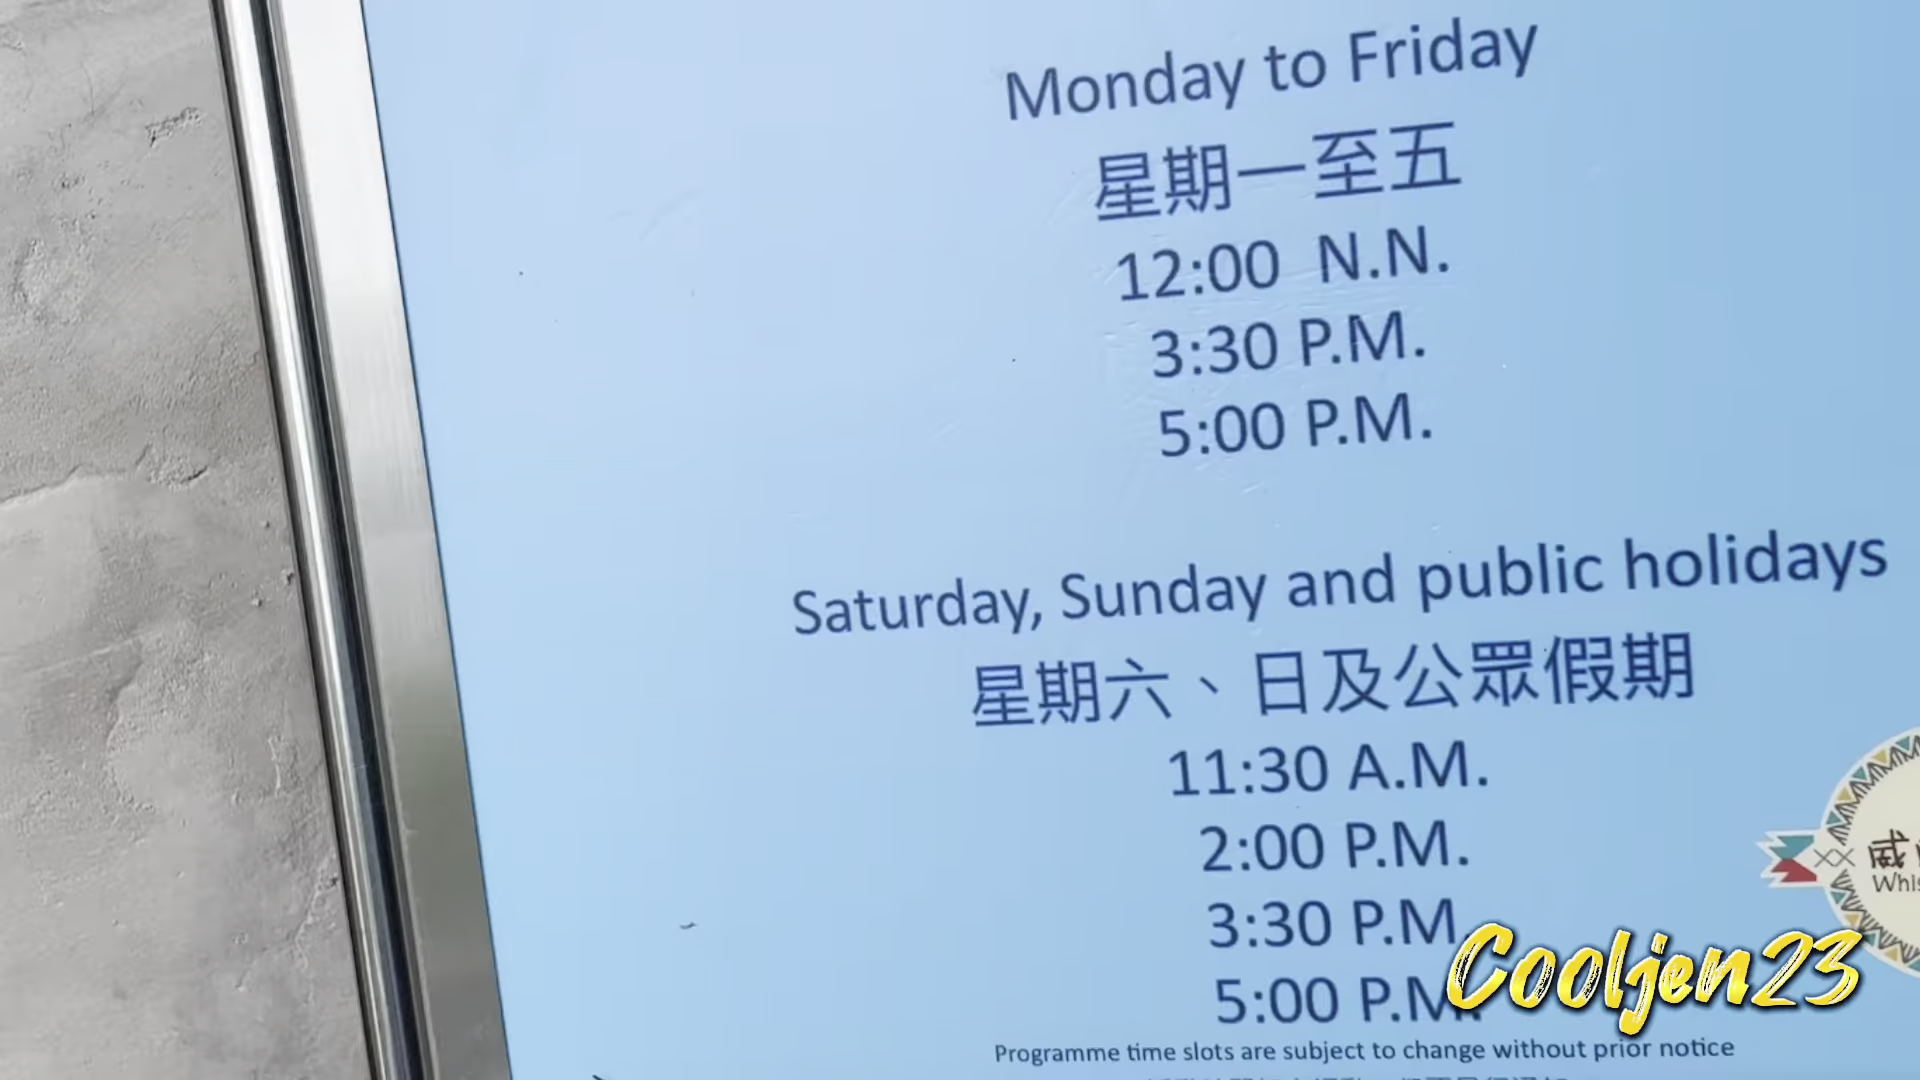 Monday to Friday
星期一至五
12:00 N.N.
3:30 P.M.
5:00 P.M.
Saturday, Sunday and public holidays
星期六、日及公眾假期
11:30 A.M.
2:00 P.M.
3:30 P.M.
5:00 P.M.
威
Whis
Cooljen23
Programme time slots are subject to change without prior notice